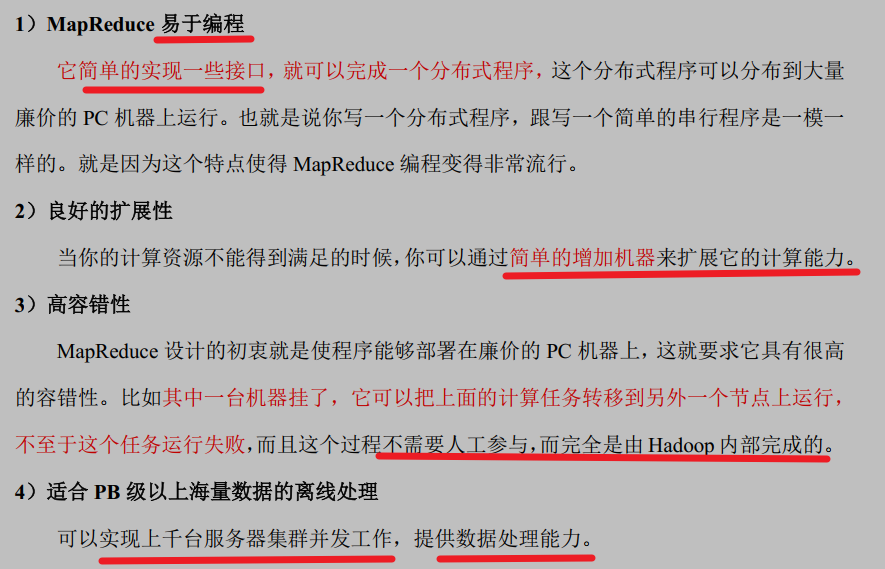 1）MapReduce 易于编程
它简单的实现一些接口，就可以完成一个分布式程序，这个分布式程序可以分布到大量
廉价的 PC 机器上运行。也就是说你写一个分布式程序，跟写一个简单的串行程序是一模一
样的。就是因为这个特点使得 MapReduce 编程变得非常流行。
2）良好的扩展性
当你的计算资源不能得到满足的时候，你可以通过简单的增加机器来扩展它的计算能力。
3）高容错性
MapReduce 设计的初衷就是使程序能够部署在廉价的 PC 机器上，这就要求它具有很高
的容错性。比如其中一台机器挂了，它可以把上面的计算任务转移到另外一个节点上运行，
不至于这个任务运行失败，而且这个过程不需要人工参与，而完全是由 Hadoop 内部完成的。
4）适合 PB 级以上海量数据的离线处理
可以实现上千台服务器集群并发工作，提供数据处理能力。